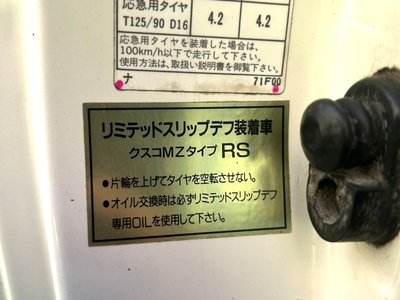 応急用タイヤ
T125/90 D16 4.2 4.2
応急用タイヤを装着した場合は、
100km/h以下で走行して下さい。
使用方法は、取扱い説明書を御覧下さい。
ナ 71F00
リミテッドスリップデフ装着車
クスコMZタイプ RS
●片輪を上げてタイヤを空転させない。
●オイル交換時は必ずリミテッドスリップデフ
専用OILを使用して下さい。